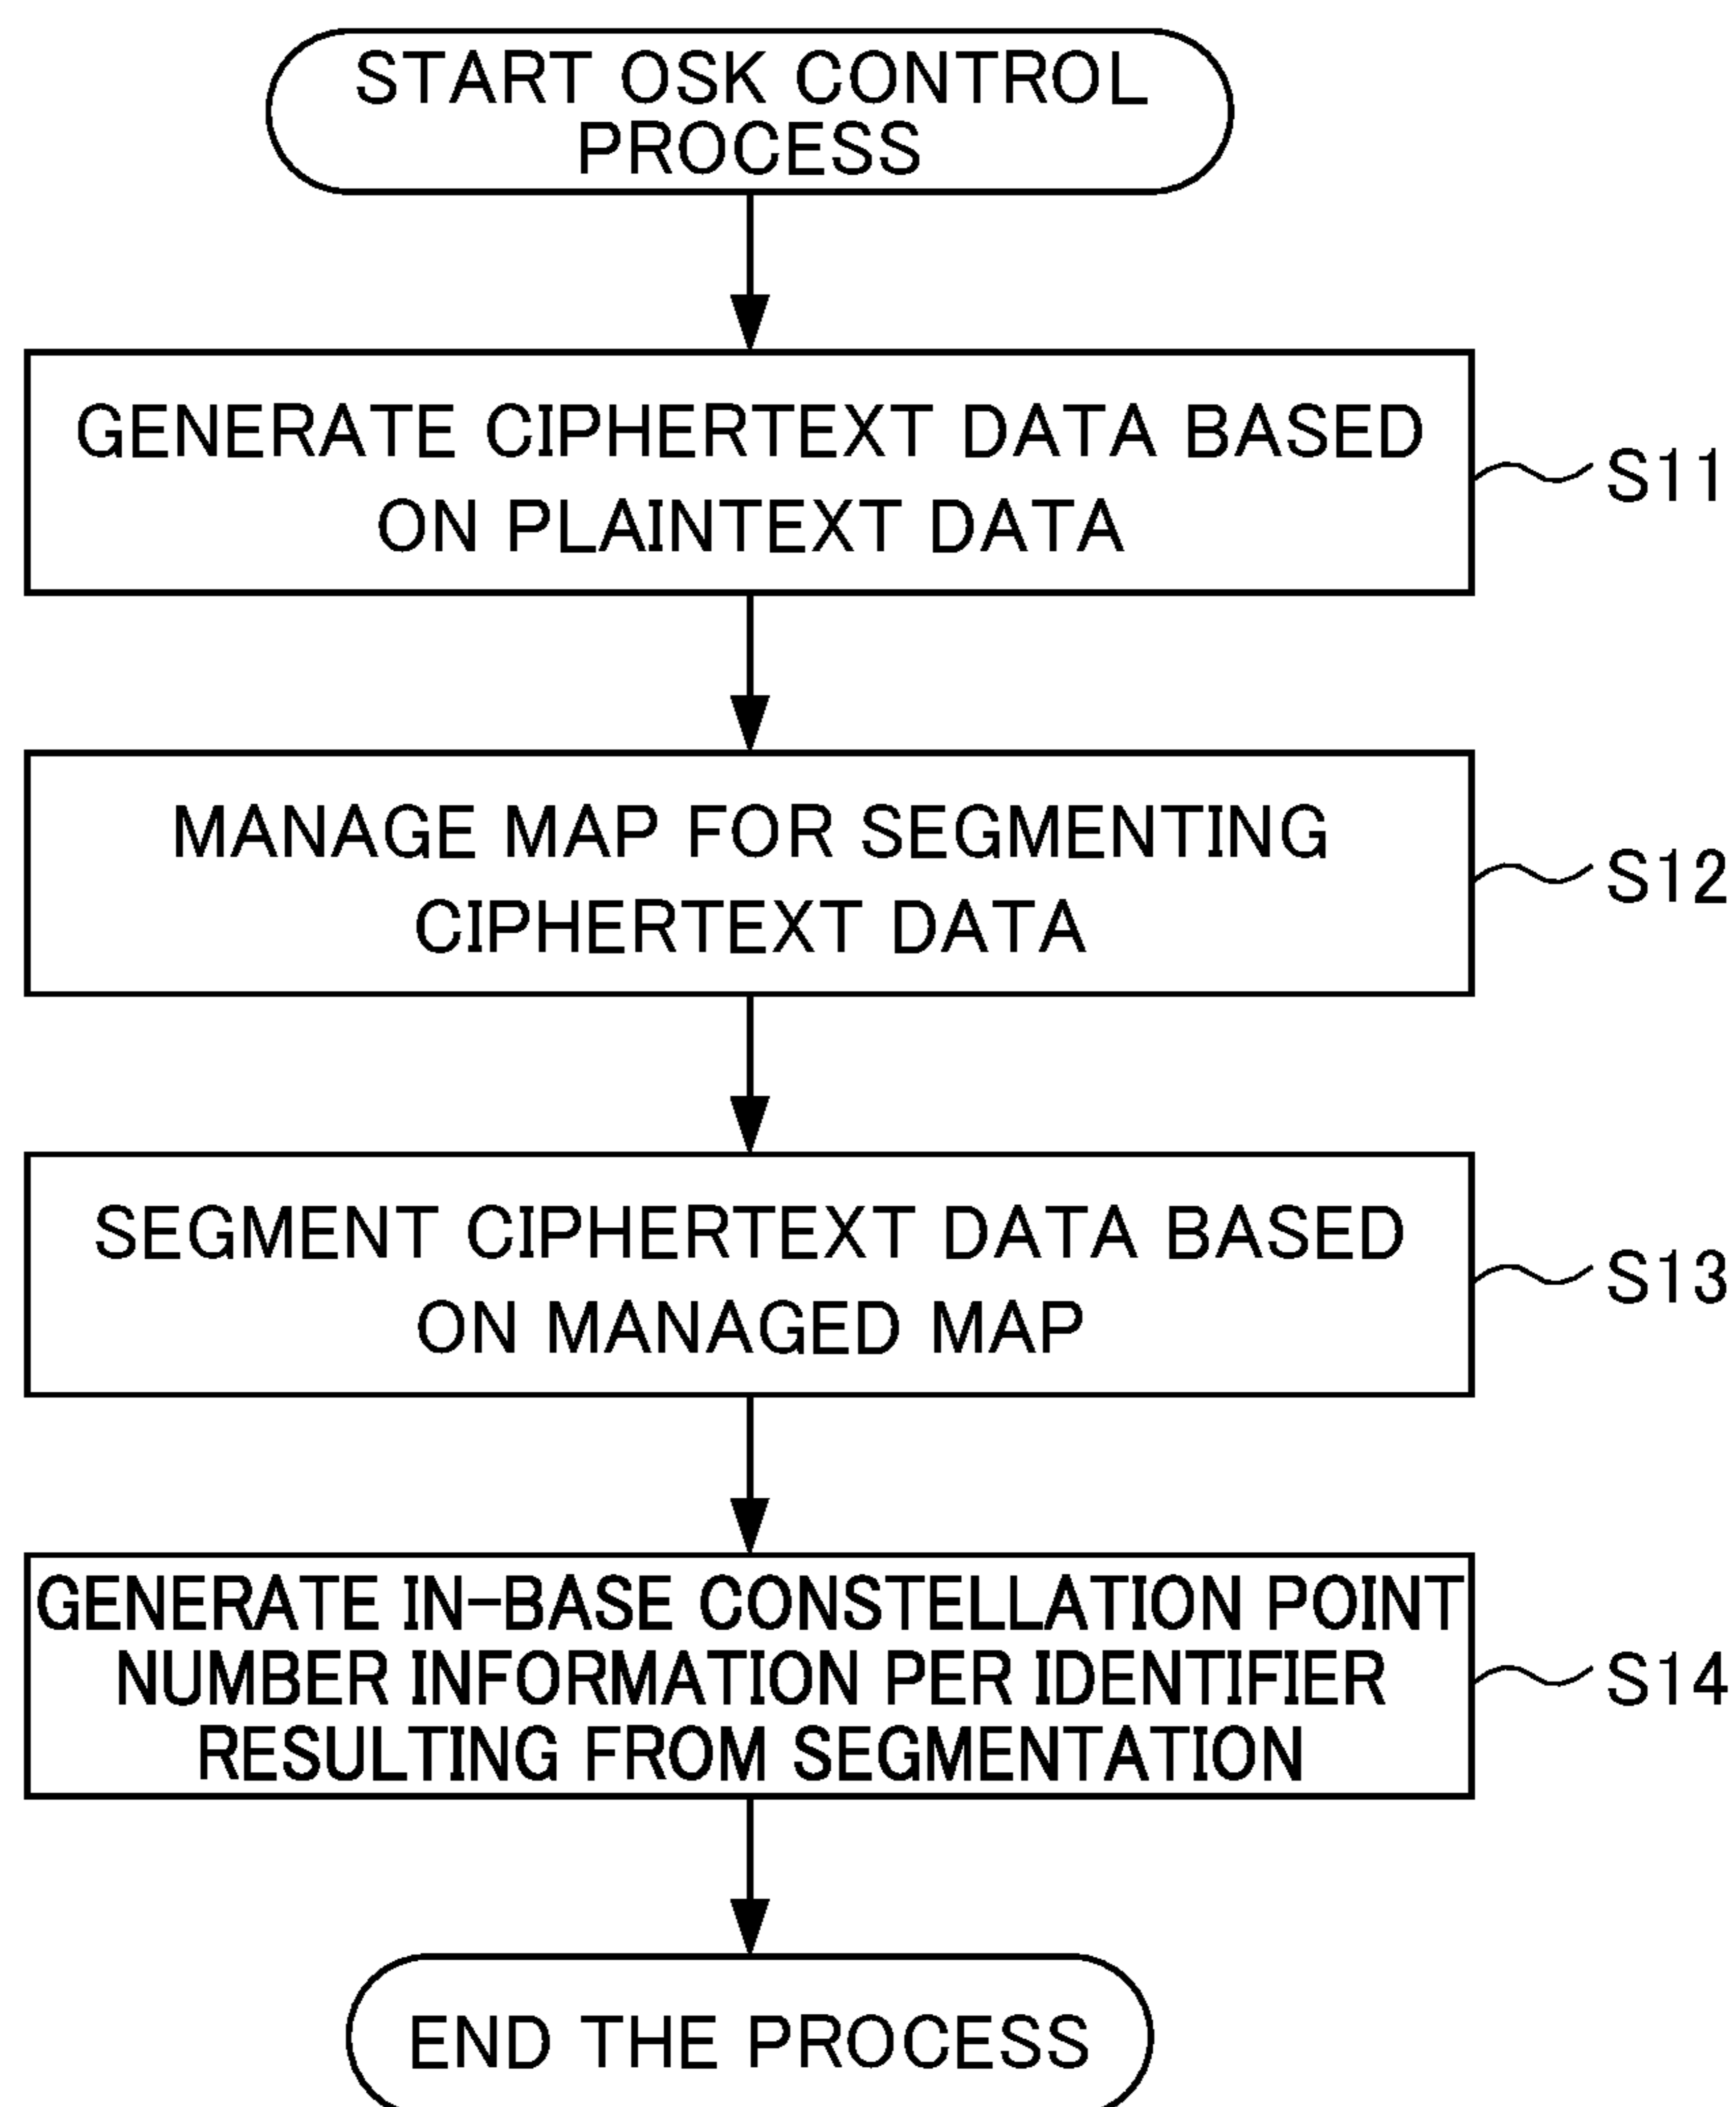 START OSK CONTROL
PROCESS
GENERATE CIPHERTEXT DATA BASED
ON PLAINTEXT DATA
S11
MANAGE MAP FOR SEGMENTING
CIPHERTEXT DATA
S12
SEGMENT CIPHERTEXT DATA BASED
ON MANAGED MAP
S13
GENERATE IN-BASE CONSTELLATION POINT
NUMBER INFORMATION PER IDENTIFIER
RESULTING FROM SEGMENTATION
S14
END THE PROCESS